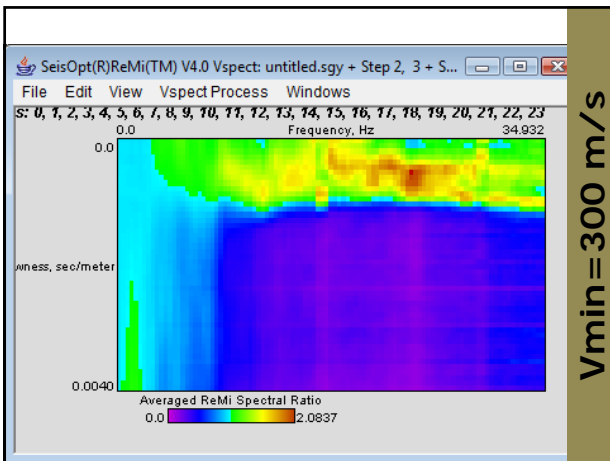 SeisOpt(R)ReMi(TM) V4.0 Vspect: untitled.sgy + Step 2, 3 + S...
File Edit View Vspect Process Windows
s: 0, 1, 2, 3, 4, 5, 6, 7, 8, 9, 10, 11, 12, 13, 14, 15, 16, 17, 18, 19, 20, 21, 22, 23
0.0 Frequency, Hz 34.932
0.0
wness, sec/meter
0.0040
Averaged ReMi Spectral Ratio
0.0 2.0837
Vmin=300 m/s